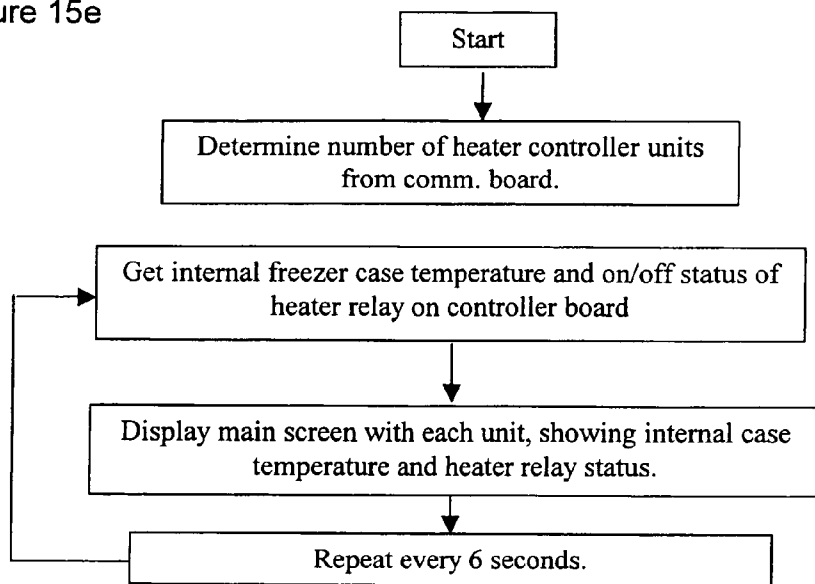 ure 15e
Start
Determine number of heater controller units
from comm. board.
Get internal freezer case temperature and on/off status of
heater relay on controller board
Display main screen with each unit, showing internal case
temperature and heater relay status.
Repeat every 6 seconds.